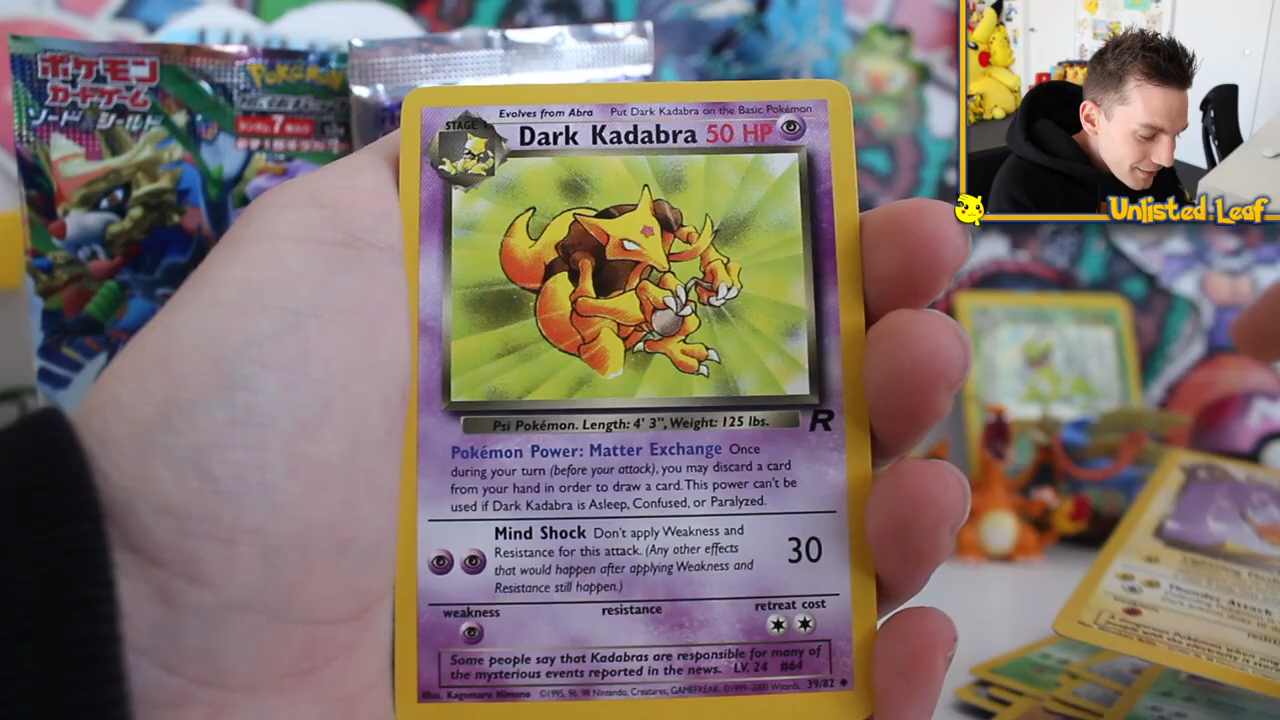 ポケモン
カードゲーム
ソード シールド
Pokémon
Evolves from Abra Put Dark Kadabra on the Basic Pokémon
STAGE 1
Dark Kadabra 50 HP
Unlisted Leaf
Psi Pokémon. Length: 4' 3", Weight: 125 lbs.
R
Pokémon Power: Matter Exchange Once
during your turn (before your attack), you may discard a card
from your hand in order to draw a card. This power can't be
used if Dark Kadabra is Asleep, Confused, or Paralyzed.
Mind Shock Don't apply Weakness and
Resistance for this attack. (Any other effects
that would happen after applying Weakness and
Resistance still happen.)
30
weakness resistance retreat cost
Some people say that Kadabras are responsible for many of
the mysterious events reported in the news. LV. 24 #64
Illus. Kagemaru Himeno ©1995, 96, 98 Nintendo, Creatures, GAMEFREAK. ©1999-2000 Wizards. 39/82
Thunder Attack